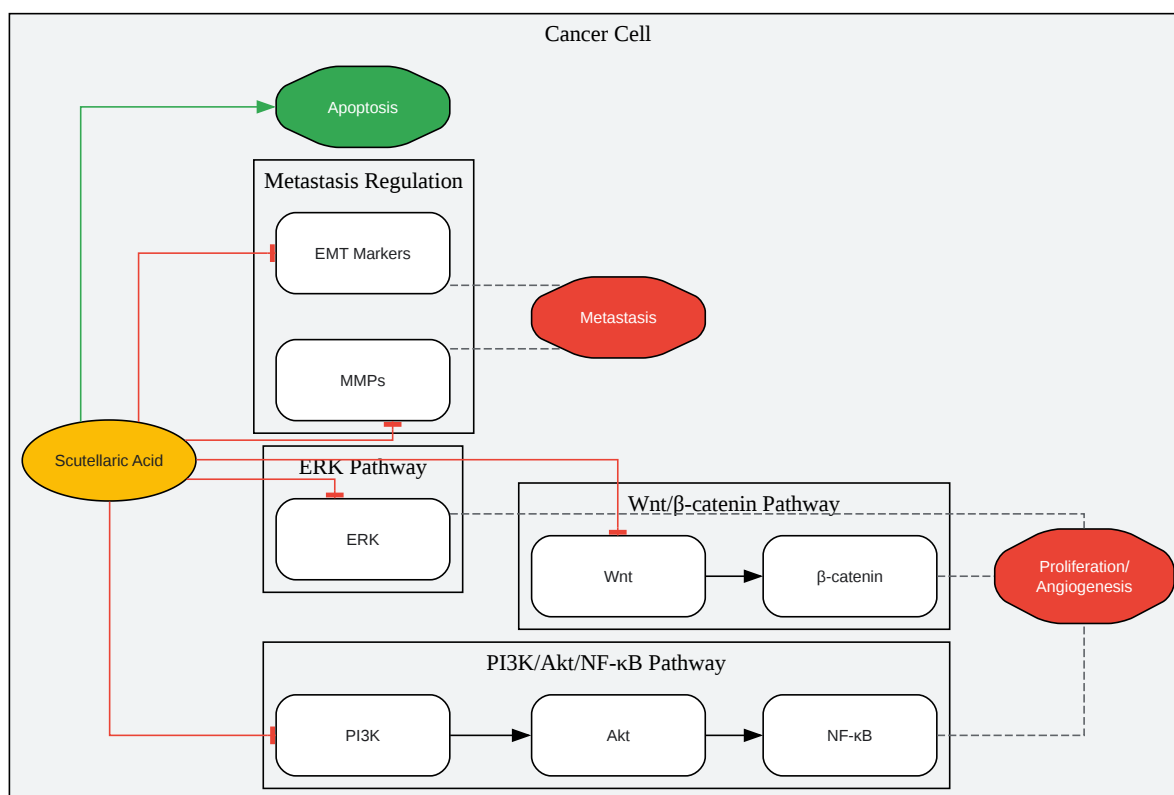 Cancer Cell
Apoptosis
Metastasis Regulation
EMT Markers
Metastasis
MMPs
Scutellaric Acid
ERK Pathway
ERK
Wnt/β-catenin Pathway
Wnt
β-catenin
Proliferation/
Angiogenesis
PI3K/Akt/NF-κB Pathway
PI3K
Akt
NF-κB